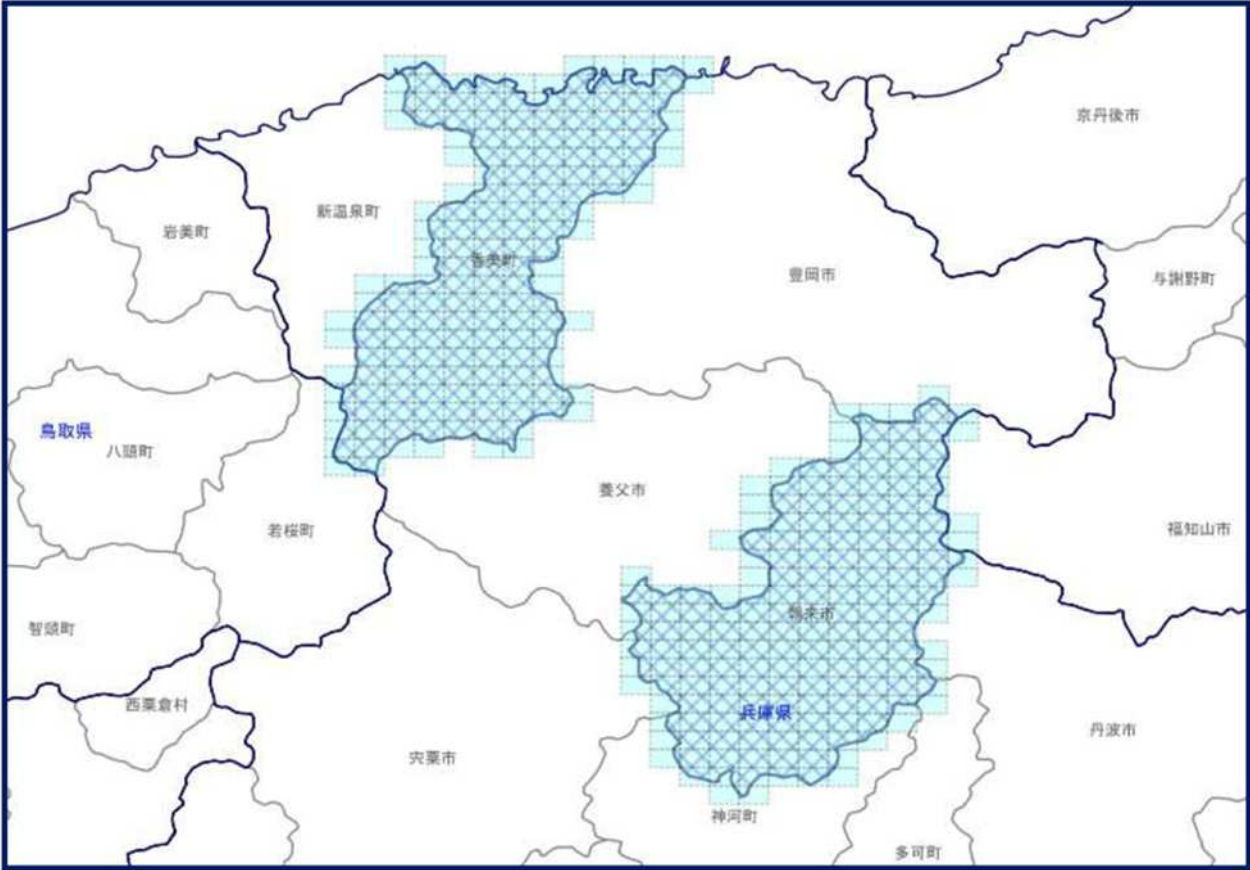 京丹後市
新温泉町
岩美町
香美町
豊岡市
与謝野町
鳥取県
八頭町
養父市
若桜町
福知山市
朝来市
智頭町
西粟倉村
兵庫県
丹波市
宍粟市
神河町
多可町